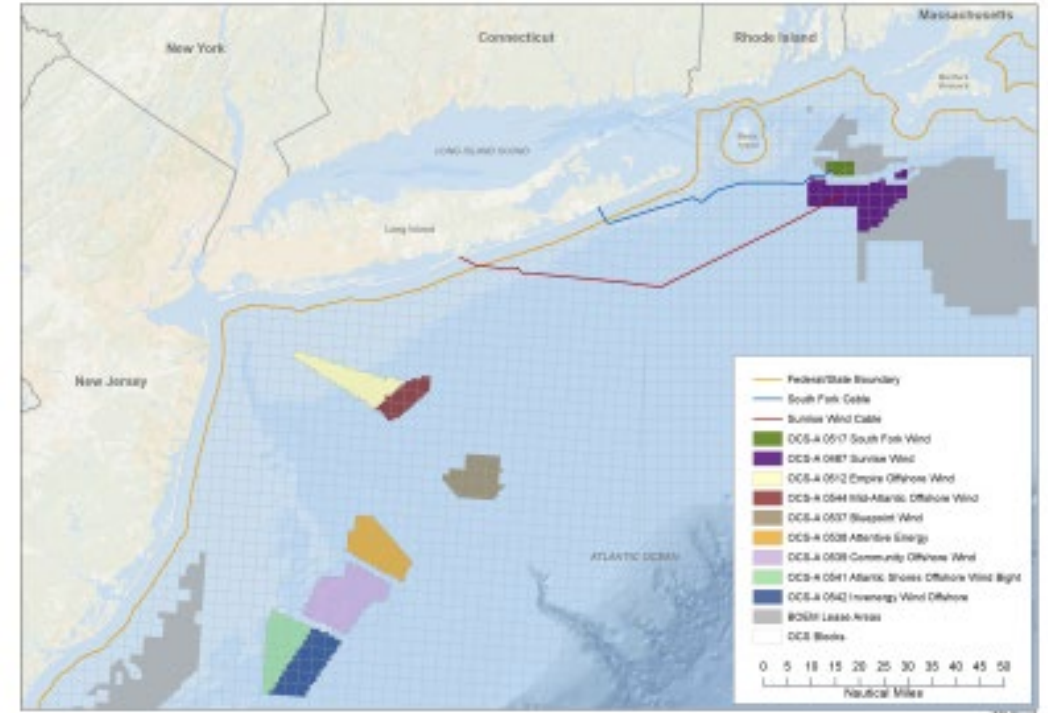 Massachusetts
New York
Connecticut
Rhode Island
LONG ISLAND SOUND
Long Island
New Jersey
ATLANTIC OCEAN
Federal/State Boundary
South Fork Cable
Sunrise Wind Cable
OCS-A 0517 South Fork Wind
OCS-A 0487 Sunrise Wind
OCS-A 0512 Empire Offshore Wind
OCS-A 0544 Mid-Atlantic Offshore Wind
OCS-A 0537 Bluepoint Wind
OCS-A 0538 Attentive Energy
OCS-A 0539 Community Offshore Wind
OCS-A 0541 Atlantic Shores Offshore Wind Bight
OCS-A 0542 Invenergy Wind Offshore
BOEM Lease Areas
OCS Blocks
0 5 10 15 20 25 30 35 40 45 50
Nautical Miles